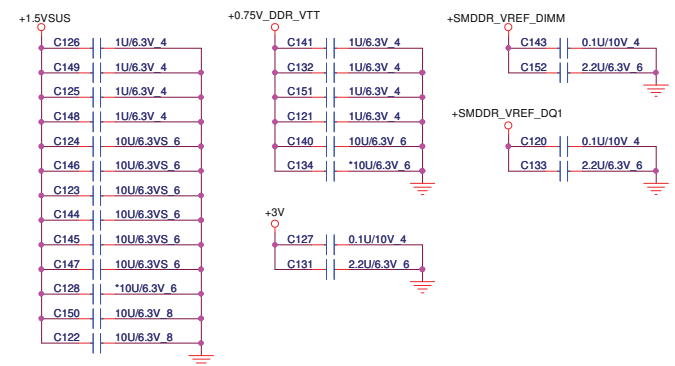 +1.5VSUS
C126 1U/6.3V_4
C149 1U/6.3V_4
C125 1U/6.3V_4
C148 1U/6.3V_4
C124 10U/6.3VS_6
C146 10U/6.3VS_6
C123 10U/6.3VS_6
C144 10U/6.3VS_6
C145 10U/6.3VS_6
C147 10U/6.3VS_6
C128 *10U/6.3V_6
C150 10U/6.3V_8
C122 10U/6.3V_8
+0.75V_DDR_VTT
C141 1U/6.3V_4
C132 1U/6.3V_4
C151 1U/6.3V_4
C121 1U/6.3V_4
C140 10U/6.3V_6
C134 *10U/6.3V_6
+3V
C127 0.1U/10V_4
C131 2.2U/6.3V_6
+SMDDR_VREF_DIMM
C143 0.1U/10V_4
C152 2.2U/6.3V_6
+SMDDR_VREF_DQ1
C120 0.1U/10V_4
C133 2.2U/6.3V_6